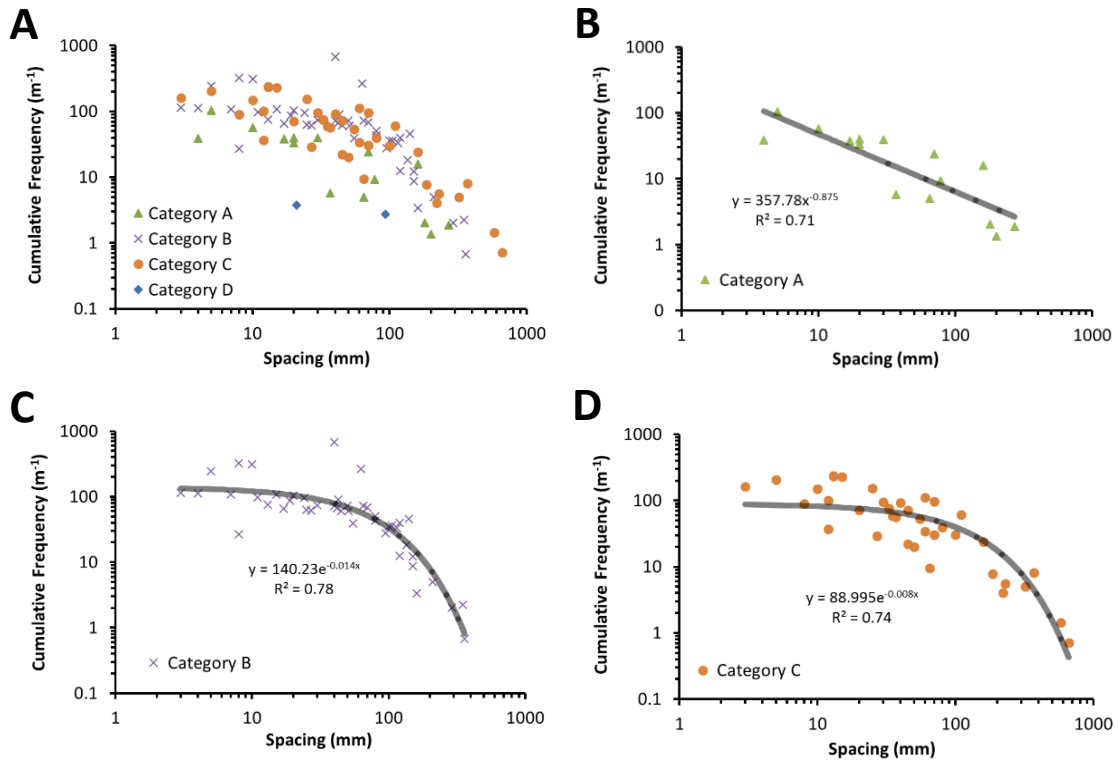 A
Cumulative Frequency (m⁻¹)
1000
100
10
1
0.1
Category A
Category B
Category C
Category D
1 10 100 1000
Spacing (mm)
B
Cumulative Frequency (m⁻¹)
1000
100
10
1
0
y = 357.78x⁻⁰·⁸⁷⁵
R² = 0.71
Category A
1 10 100 1000
Spacing (mm)
C
Cumulative Frequency (m⁻¹)
1000
100
10
1
0.1
y = 140.23e⁻⁰·⁰¹⁴ˣ
R² = 0.78
Category B
1 10 100 1000
Spacing (mm)
D
Cumulative Frequency (m⁻¹)
1000
100
10
1
0.1
y = 88.995e⁻⁰·⁰⁰⁸ˣ
R² = 0.74
Category C
1 10 100 1000
Spacing (mm)